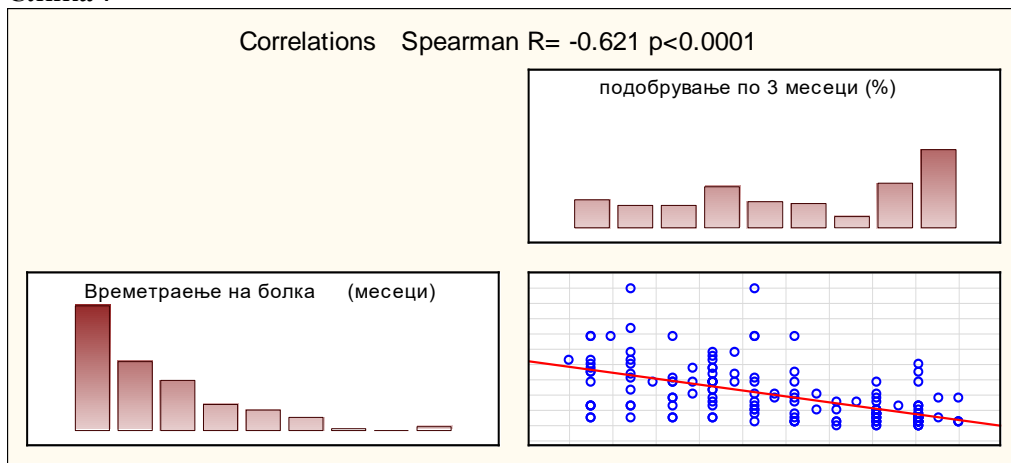 Correlations Spearman R= -0.621 p<0.0001
подобрување по 3 месеци (%)
Времетраење на болка (месеци)